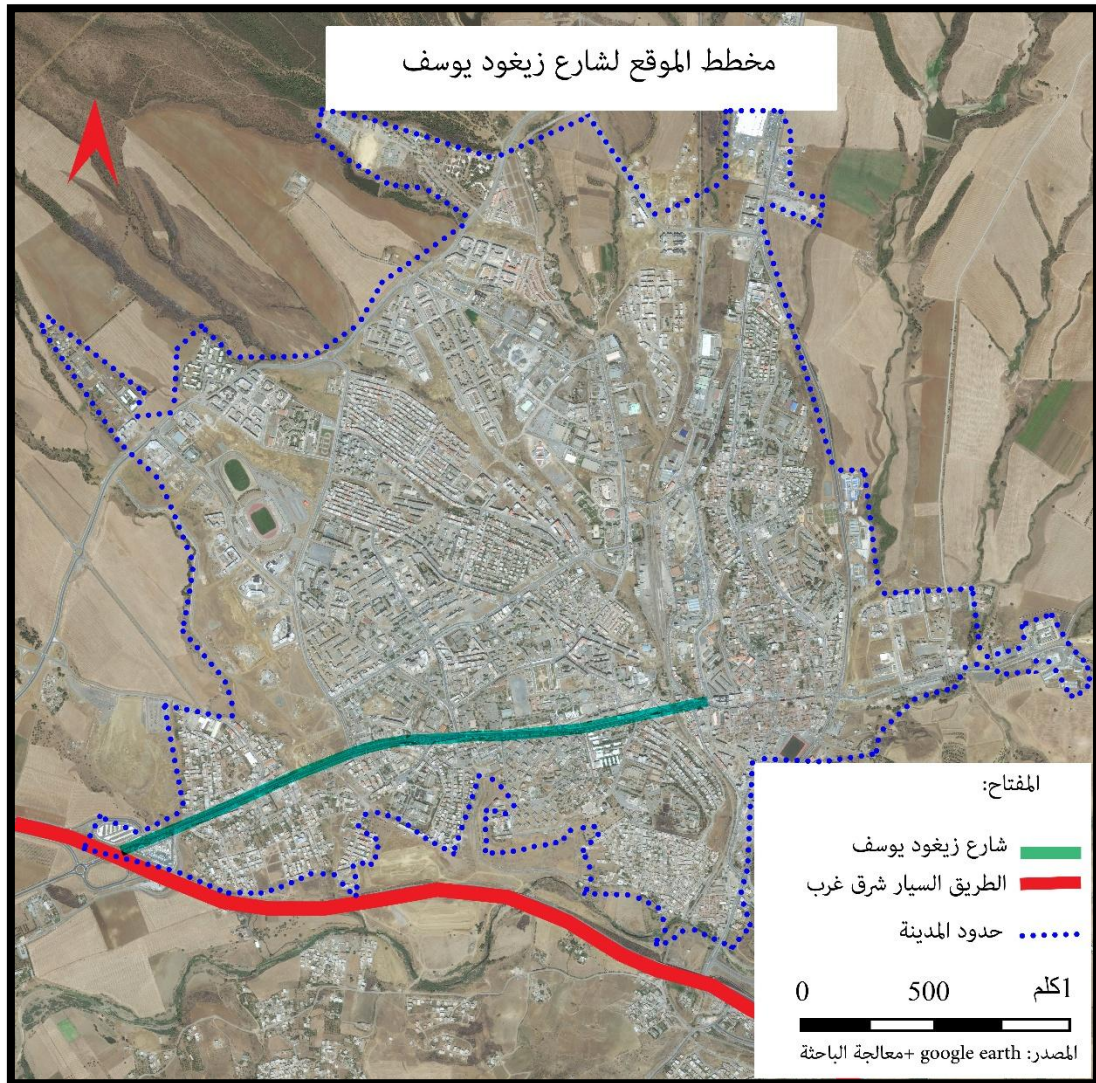 مخطط الموقع لشارع زيغود يوسف
المفتاح:
شارع زيغود يوسف
الطريق السيار شرق غرب
حدود المدينة
0 500 1كلم
المصدر: google earth +معالجة الباحثة